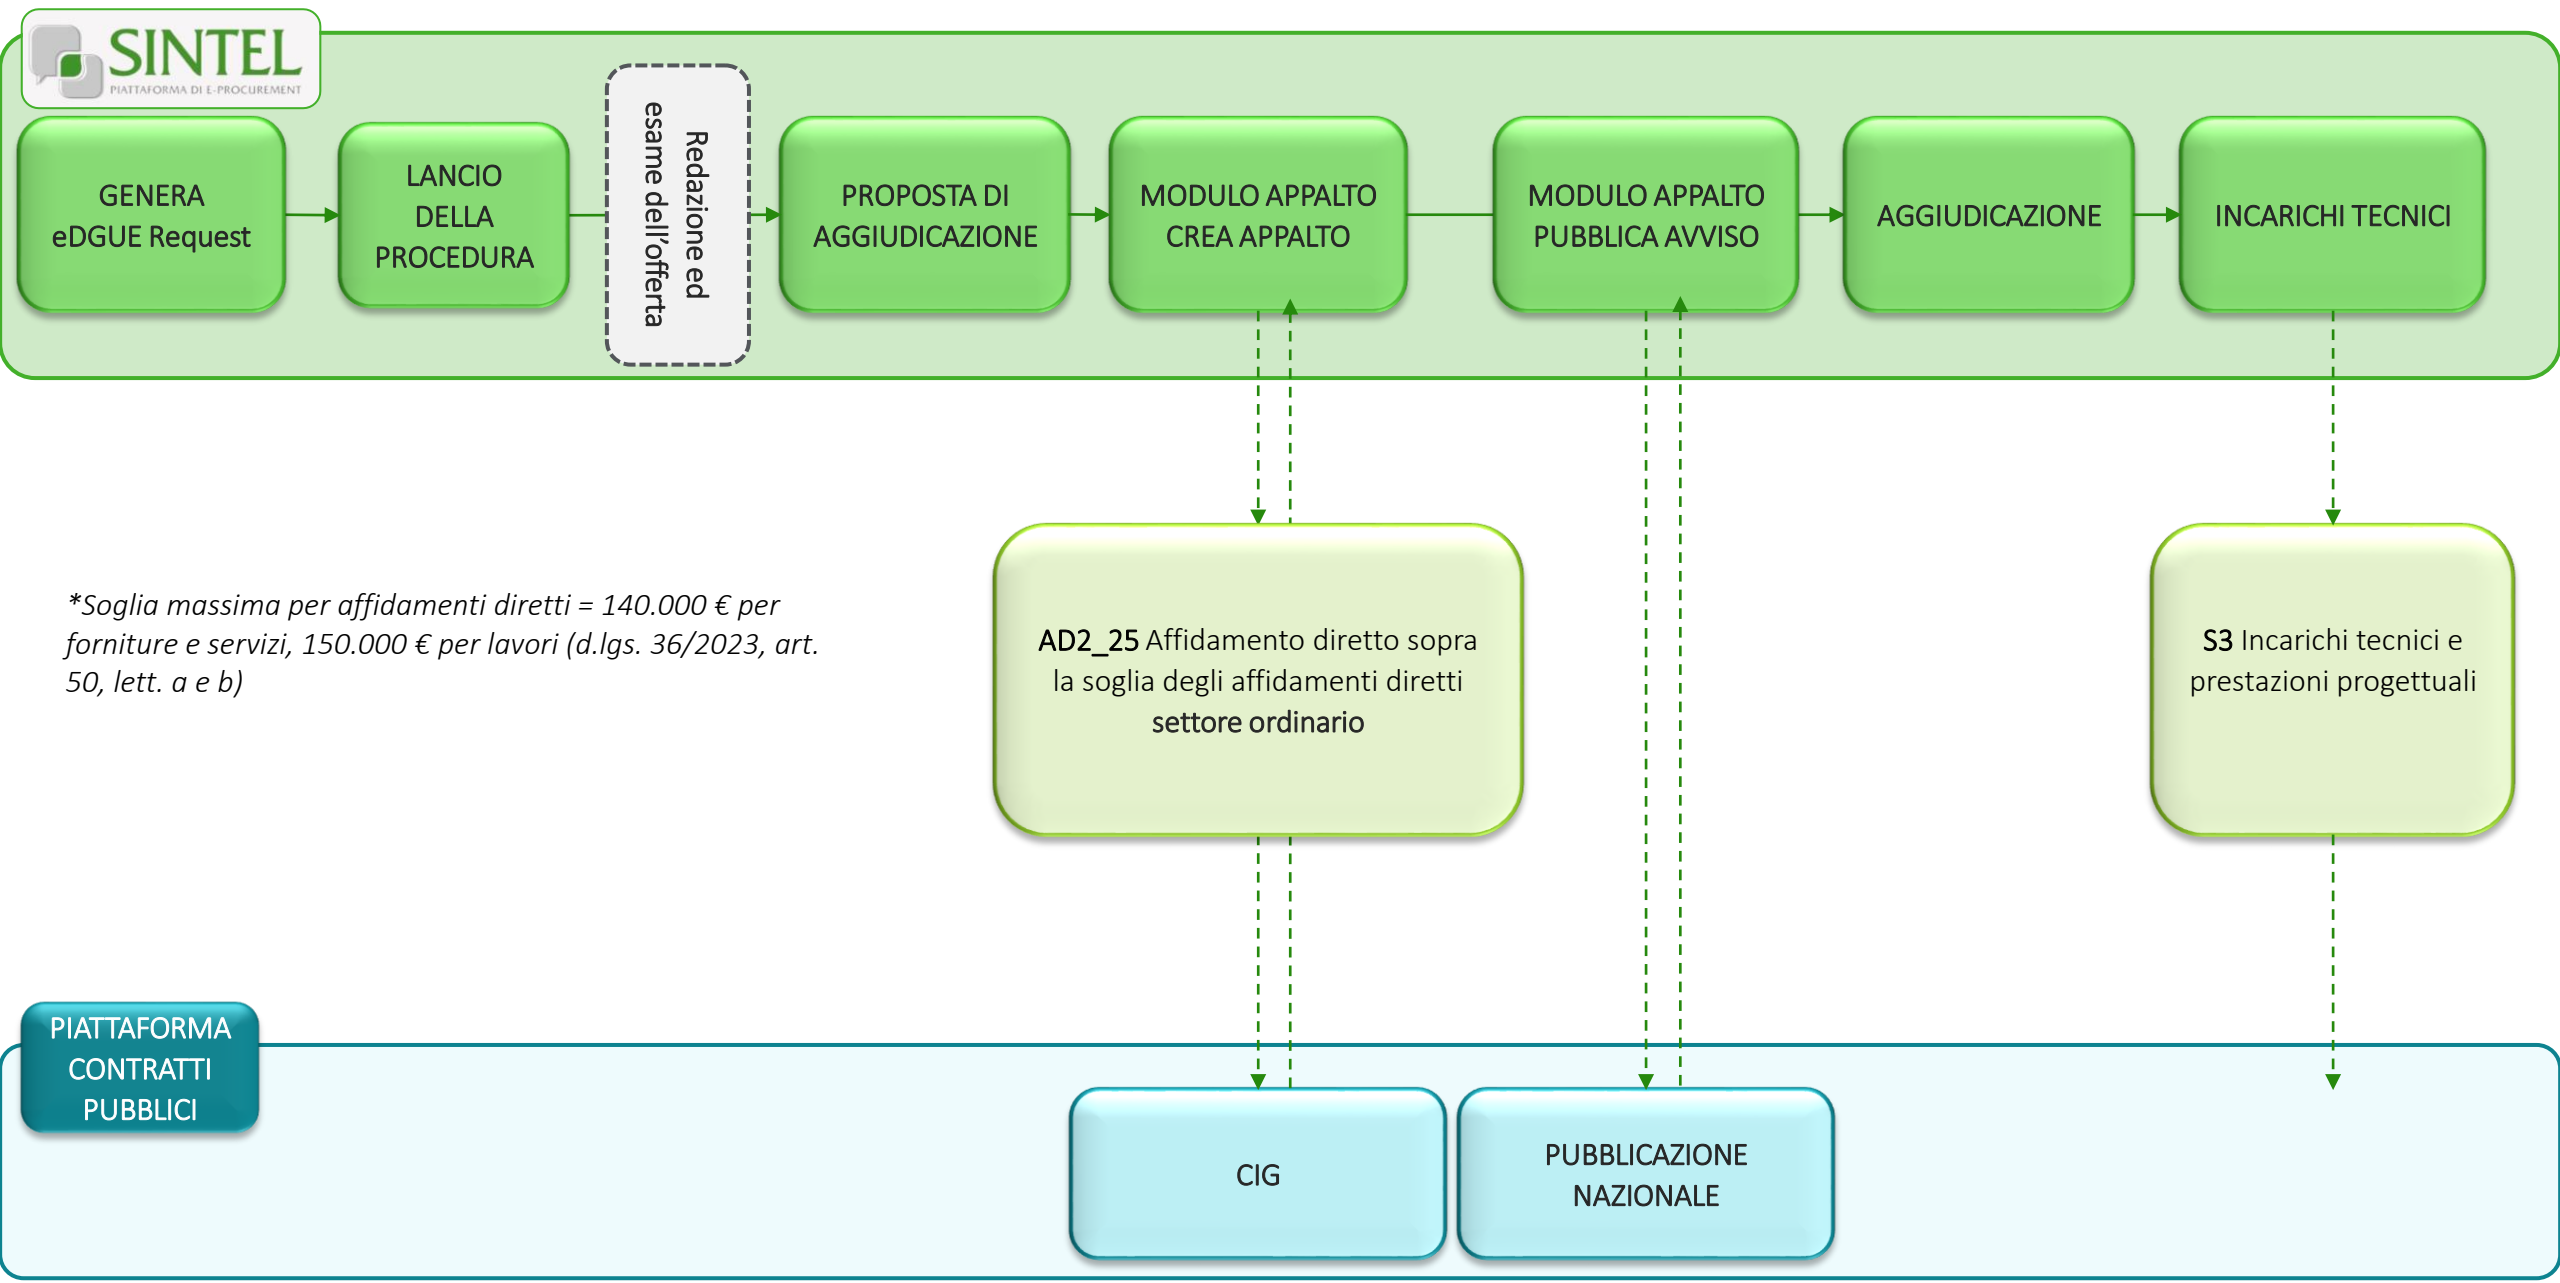 SINTEL
PIATTAFORMA DI E-PROCUREMENT
GENERA
eDGUE Request
LANCIO
DELLA
PROCEDURA
Redazione ed
esame dell'offerta
PROPOSTA DI
AGGIUDICAZIONE
MODULO APPALTO
CREA APPALTO
MODULO APPALTO
PUBBLICA AVVISO
AGGIUDICAZIONE
INCARICHI TECNICI
*Soglia massima per affidamenti diretti = 140.000 € per
forniture e servizi, 150.000 € per lavori (d.lgs. 36/2023, art.
50, lett. a e b)
AD2_25 Affidamento diretto sopra
la soglia degli affidamenti diretti
settore ordinario
S3 Incarichi tecnici e
prestazioni progettuali
PIATTAFORMA
CONTRATTI
PUBBLICI
CIG
PUBBLICAZIONE
NAZIONALE